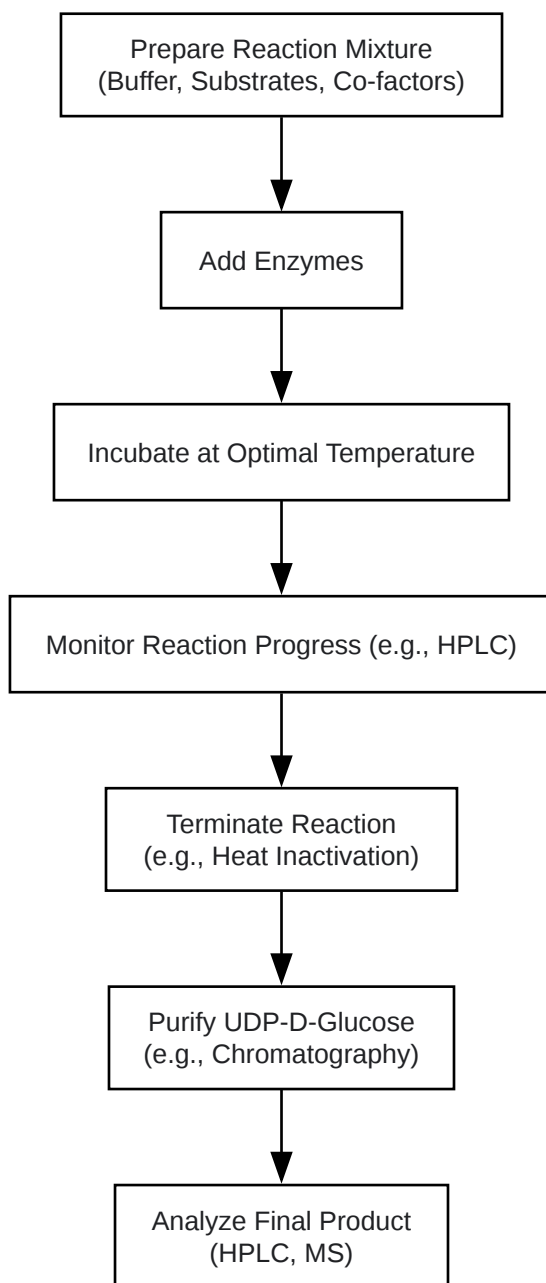 Prepare Reaction Mixture
(Buffer, Substrates, Co-factors)
Add Enzymes
Incubate at Optimal Temperature
Monitor Reaction Progress (e.g., HPLC)
Terminate Reaction
(e.g., Heat Inactivation)
Purify UDP-D-Glucose
(e.g., Chromatography)
Analyze Final Product
(HPLC, MS)